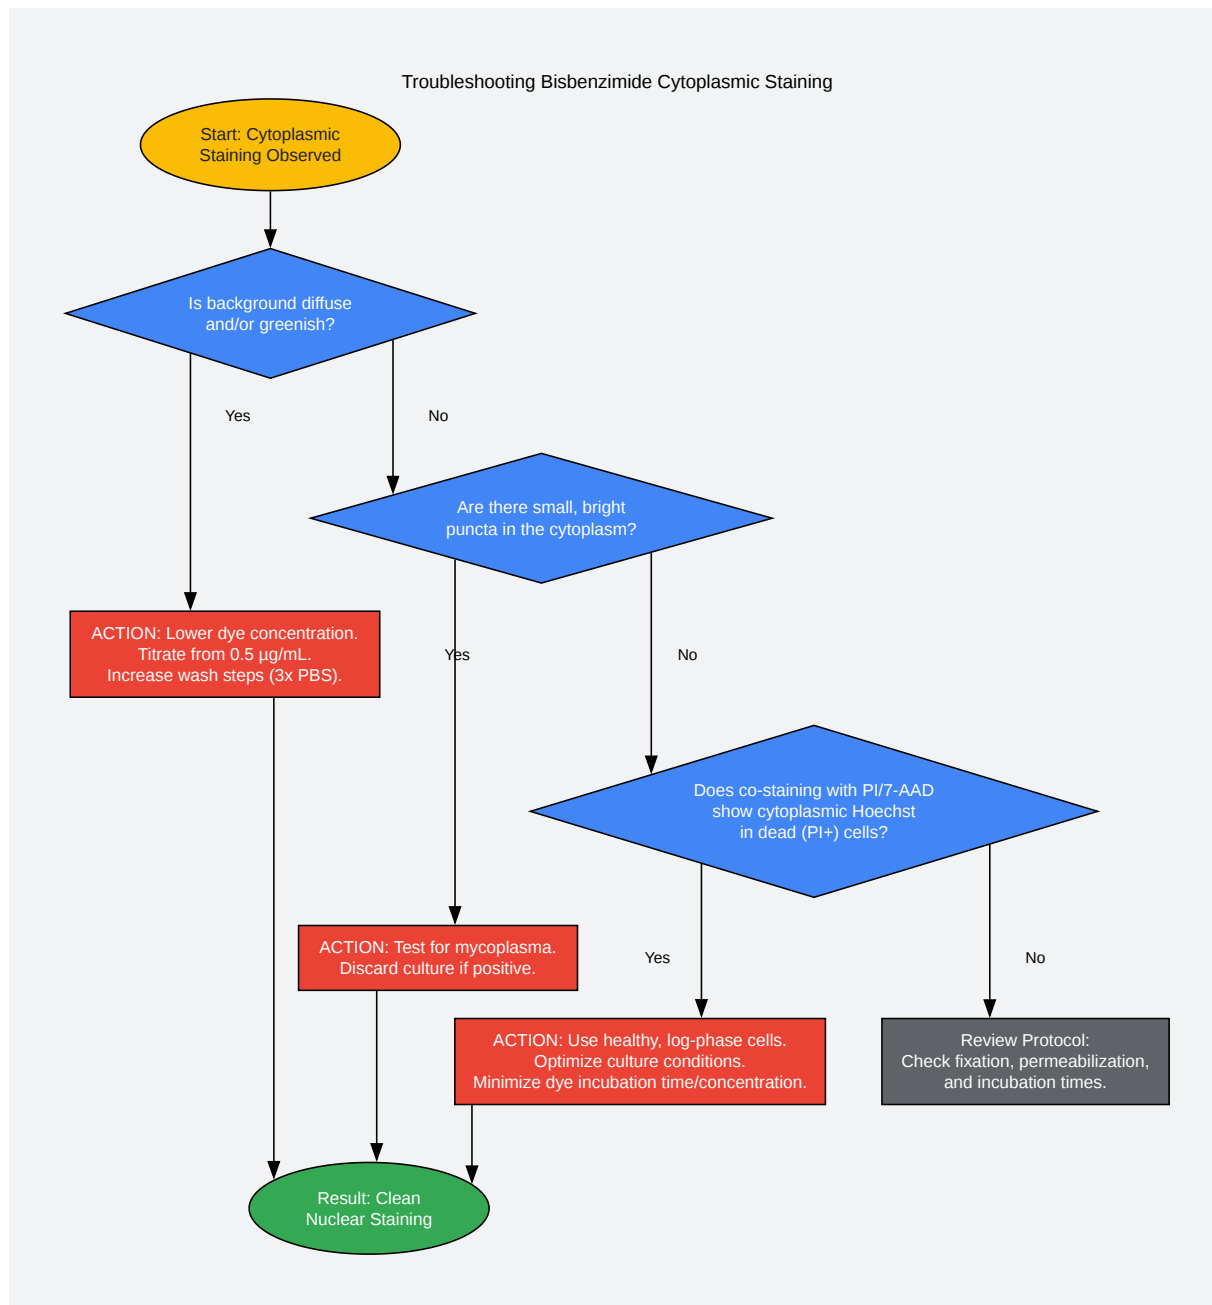 Troubleshooting Bisbenzimide Cytoplasmic Staining
Start: Cytoplasmic
Staining Observed
Is background diffuse
and/or greenish?
Yes
No
Are there small, bright
puncta in the cytoplasm?
ACTION: Lower dye concentration.
Titrate from 0.5 µg/mL.
Increase wash steps (3x PBS).
Yes
No
Does co-staining with PI/7-AAD
show cytoplasmic Hoechst
in dead (PI+) cells?
ACTION: Test for mycoplasma.
Discard culture if positive.
Yes
No
ACTION: Use healthy, log-phase cells.
Optimize culture conditions.
Minimize dye incubation time/concentration.
Review Protocol:
Check fixation, permeabilization,
and incubation times.
Result: Clean
Nuclear Staining